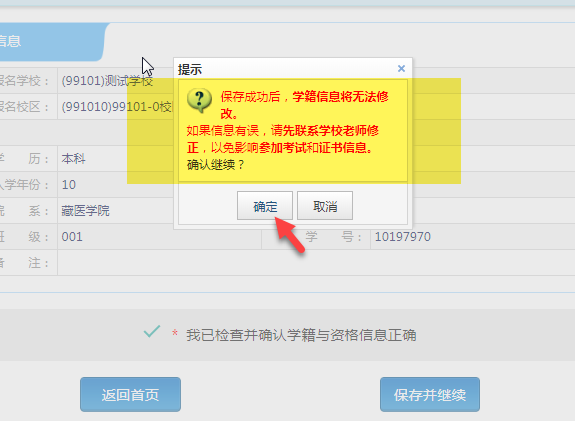 信息
提示
×
报名学校： (99101)测试学校
保存成功后，学籍信息将无法修
改。
报名校区： (991010)99101-0校
如果信息有误，请先联系学校老师修
正，以免影响参加考试和证书信息。
确认继续？
学 历： 本科
入学年份： 10
确定 取消
院 系： 藏医学院
班 级： 001 学 号： 10197970
备 注：
* 我已检查并确认学籍与资格信息正确
返回首页 保存并继续